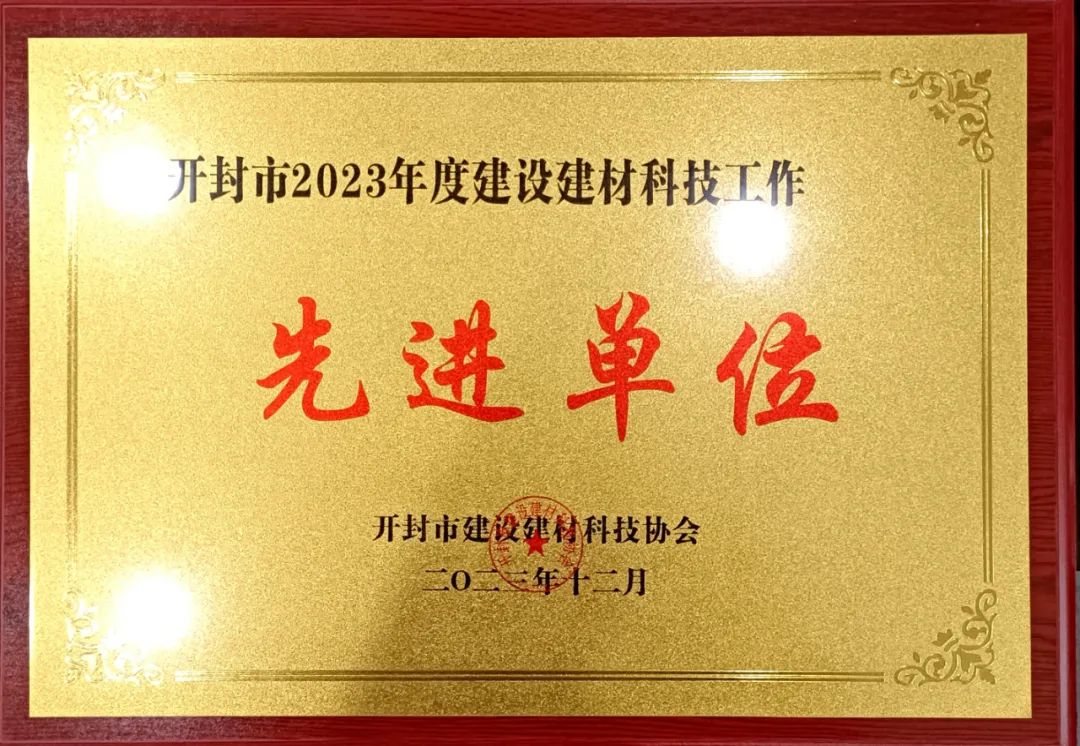 开封市2023年度建设建材科技工作
先进单位
开封市建设建材科技协会
二〇二三年十二月